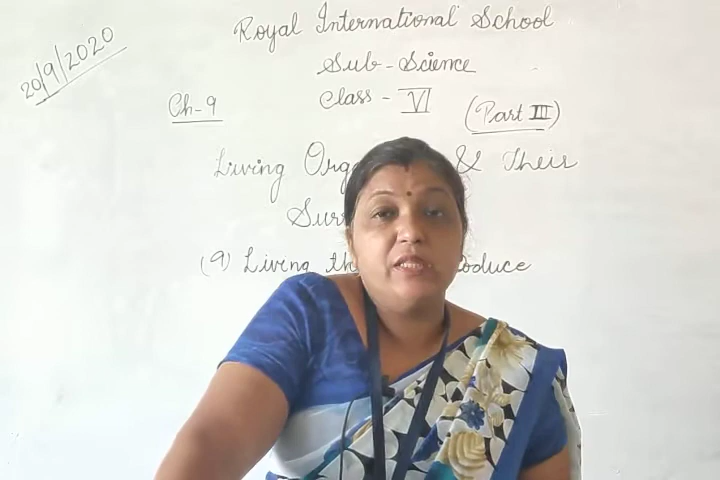 Royal International School
20/9/2020
Sub - Science
Ch-9
Class - VI
(Part III)
Living & Their
(9) Living